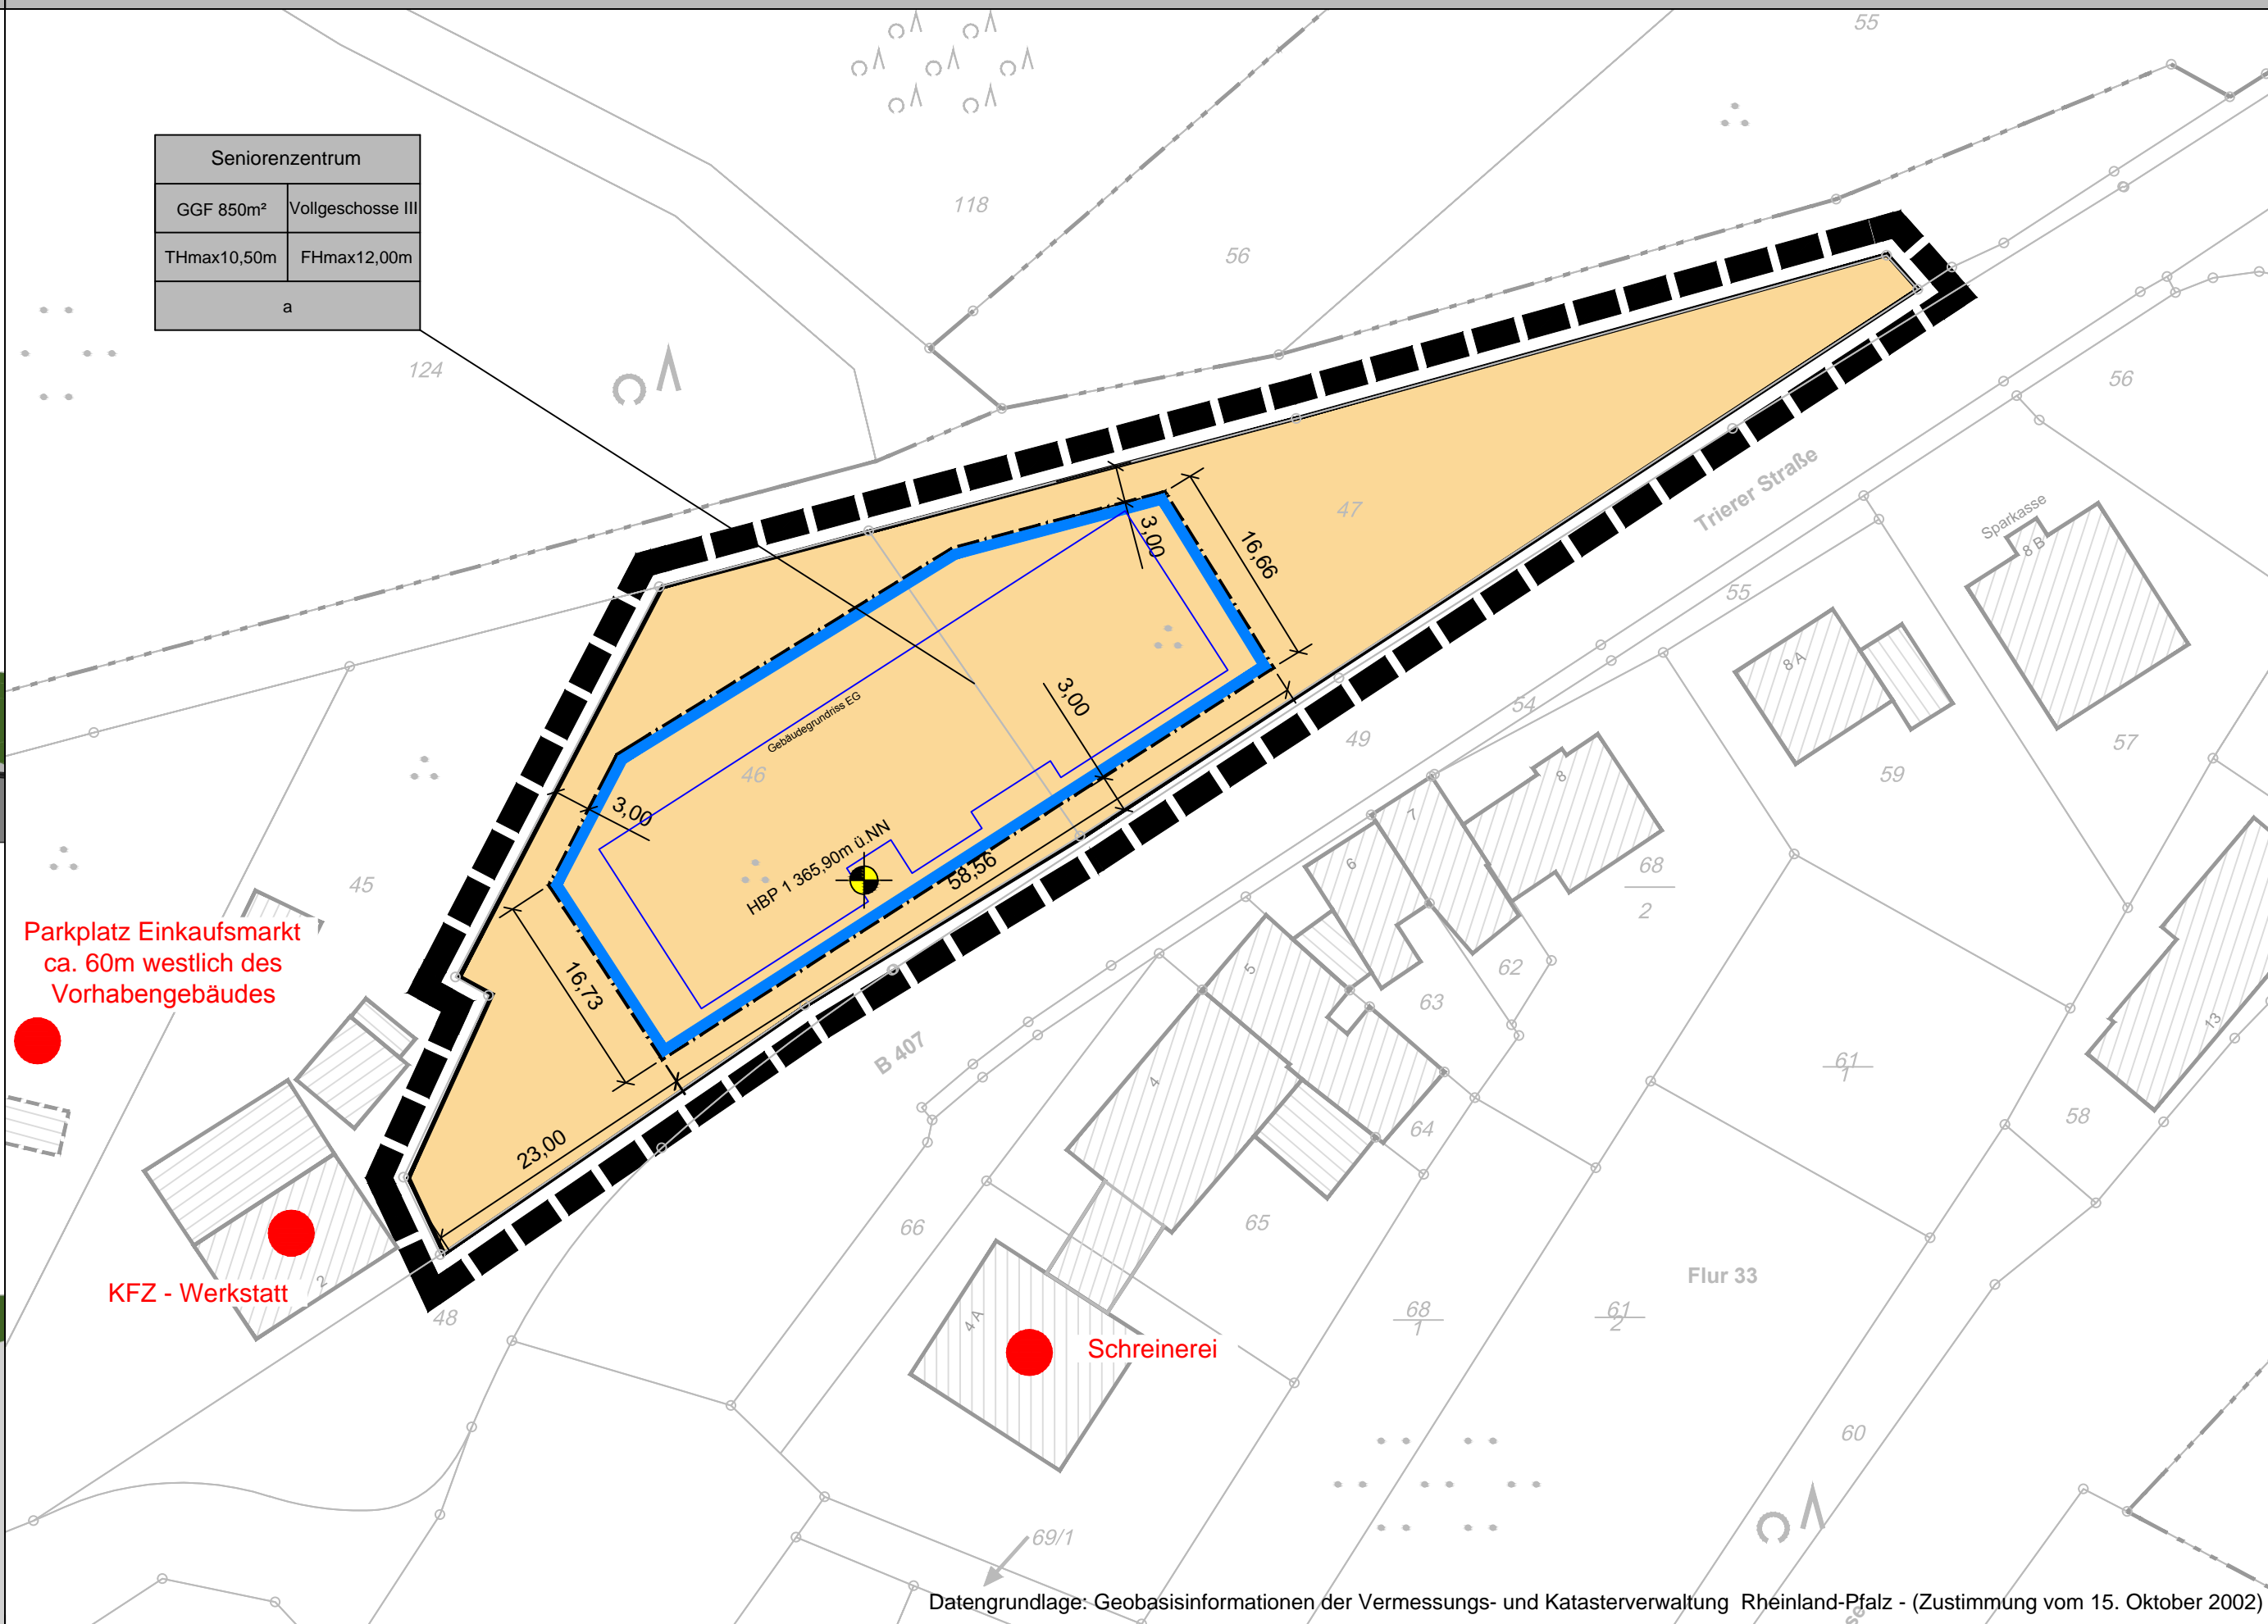 55
Seniorenzentrum
GGF 850m² Vollgeschosse III
THmax10,50m FHmax12,00m
a
118
56
124
56
47
3,00
16,66
Trierer Straße
Sparkasse
8 B
55
8 A
3,00
54
49
57
59
Gebäudegrundriss EG
46
3,00
8
7
6
HBP 1 365,90m ü.NN
58,56
68
2
45
Parkplatz Einkaufsmarkt
ca. 60m westlich des
Vorhabengebäudes
16,73
5
62
63
13
B 407
4
61
1
58
64
23,00
66
65
Flur 33
2
KFZ - Werkstatt
48
4 A
68
1
61
2
Schreinerei
60
69/1
Datengrundlage: Geobasisinformationen der Vermessungs- und Katasterverwaltung Rheinland-Pfalz - (Zustimmung vom 15. Oktober 2002)